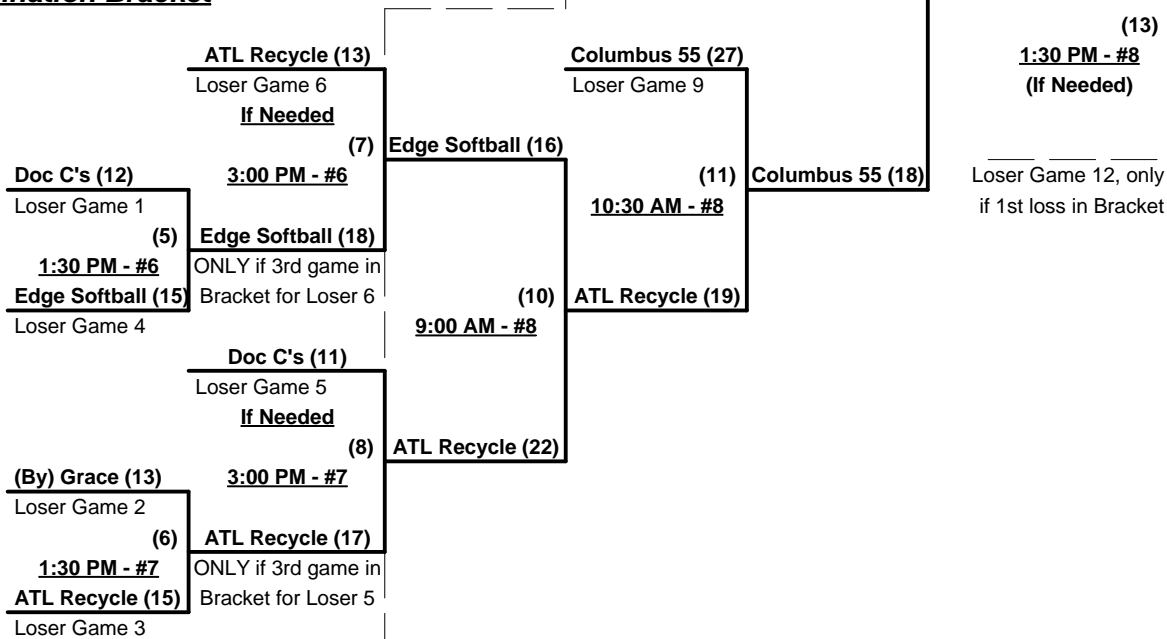 ination Bracket
(13)
ATL Recycle (13)
Columbus 55 (27)
1:30 PM - #8
Loser Game 6
Loser Game 9
(If Needed)
If Needed
(7)
Edge Softball (16)
Doc C's (12)
3:00 PM - #6
(11)
Columbus 55 (18)
Loser Game 12, only
Loser Game 1
10:30 AM - #8
if 1st loss in Bracket
(5)
Edge Softball (18)
1:30 PM - #6
ONLY if 3rd game in
Edge Softball (15)
Bracket for Loser 6
(10)
ATL Recycle (19)
Loser Game 4
9:00 AM - #8
Doc C's (11)
Loser Game 5
If Needed
(8)
ATL Recycle (22)
(By) Grace (13)
3:00 PM - #7
Loser Game 2
(6)
ATL Recycle (17)
1:30 PM - #7
ONLY if 3rd game in
ATL Recycle (15)
Bracket for Loser 5
Loser Game 3